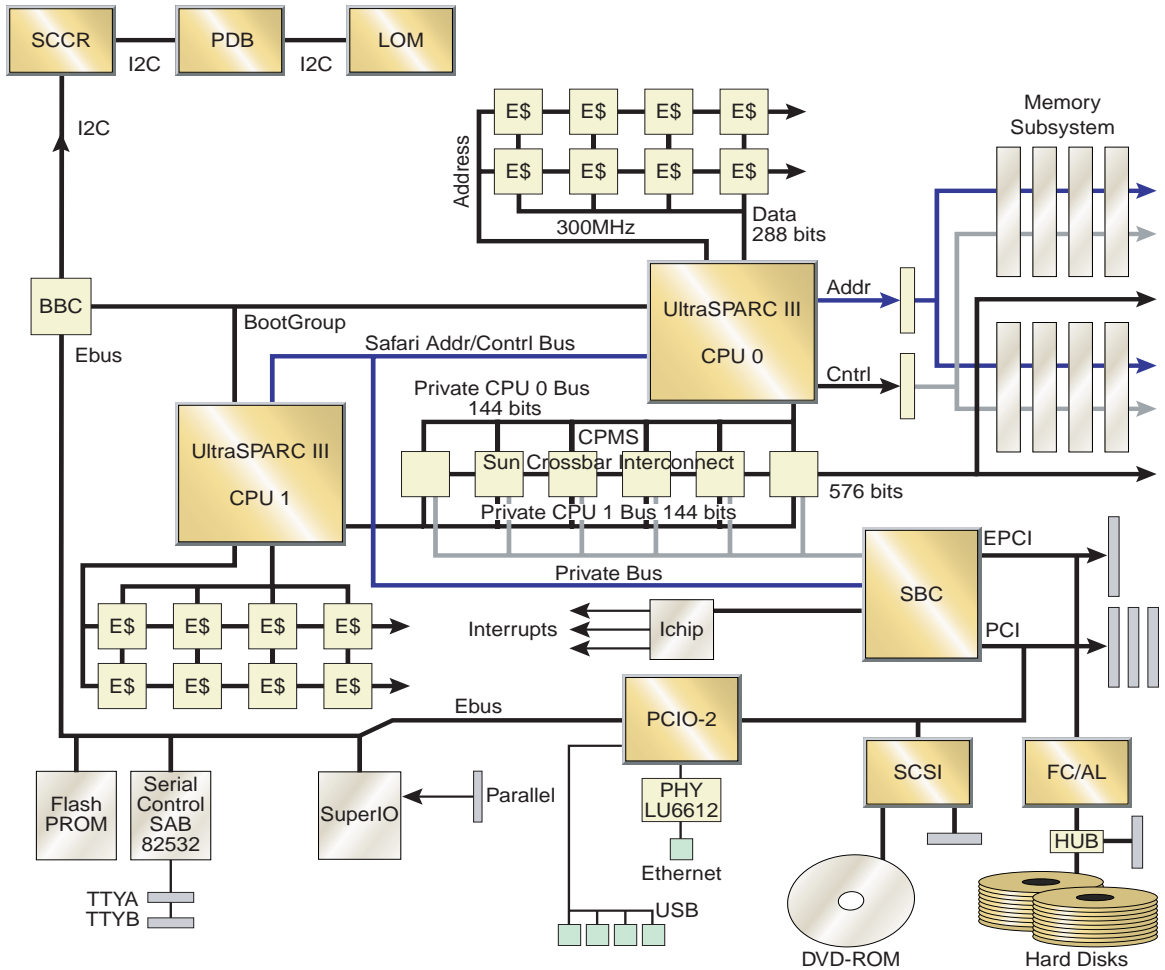 SCCR
PDB
LOM
I2C
I2C
I2C
E$
E$
E$
E$
E$
E$
E$
E$
Address
300MHz
Data
288 bits
Memory
Subsystem
BBC
BootGroup
Ebus
UltraSPARC III
CPU 0
Addr
Cntrl
Safari Addr/Contrl Bus
Private CPU 0 Bus
144 bits
UltraSPARC III
CPU 1
CPMS
Sun Crossbar Interconnect
576 bits
Private CPU 1 Bus 144 bits
Private Bus
SBC
EPCI
PCI
Interrupts
Ichip
E$
E$
E$
E$
E$
E$
E$
E$
Ebus
PCIO-2
SCSI
FC/AL
Flash
PROM
Serial
Control
SAB
82532
SuperIO
Parallel
PHY
LU6612
Ethernet
HUB
TTYA
TTYB
USB
DVD-ROM
Hard Disks